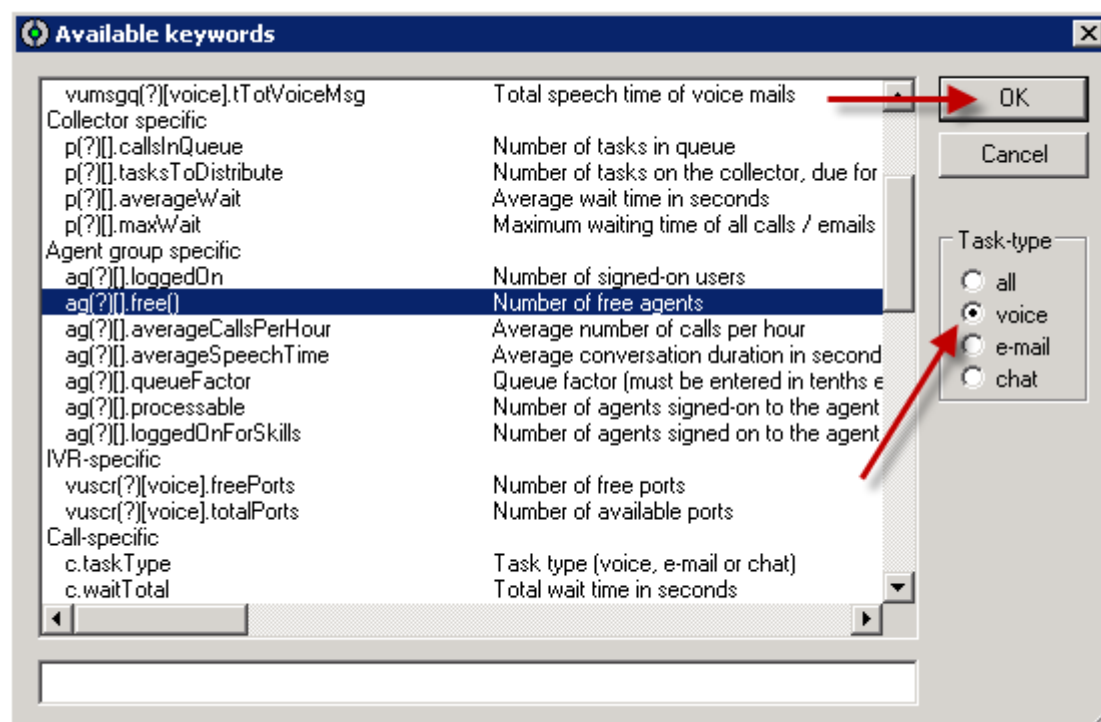 Available keywords
vumsgq(?)[voice].tTotVoiceMsg Total speech time of voice mails
Collector specific
p(?)[].callsInQueue Number of tasks in queue
p(?)[].tasksToDistribute Number of tasks on the collector, due for
p(?)[].averageWait Average wait time in seconds
p(?)[].maxWait Maximum waiting time of all calls / emails
Agent group specific
ag(?)[].loggedOn Number of signed-on users
ag(?)[].free() Number of free agents
ag(?)[].averageCallsPerHour Average number of calls per hour
ag(?)[].averageSpeechTime Average conversation duration in second
ag(?)[].queueFactor Queue factor (must be entered in tenths e
ag(?)[].processable Number of agents signed-on to the agent
ag(?)[].loggedOnForSkills Number of agents signed on to the agent
IVR-specific
vuscr(?)[voice].freePorts Number of free ports
vuscr(?)[voice].totalPorts Number of available ports
Call-specific
c.taskType Task type (voice, e-mail or chat)
c.waitTotal Total wait time in seconds
OK
Cancel
Task-type
all
voice
e-mail
chat